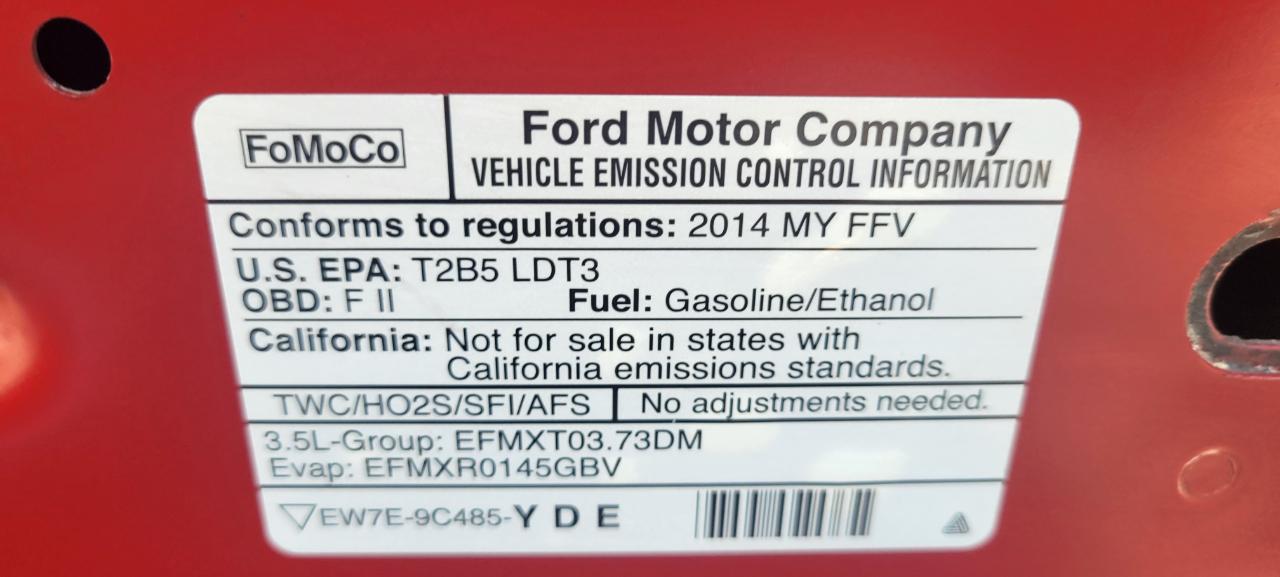 FoMoCo
Ford Motor Company
VEHICLE EMISSION CONTROL INFORMATION
Conforms to regulations: 2014 MY FFV
U.S. EPA: T2B5 LDT3
OBD: F II Fuel: Gasoline/Ethanol
California: Not for sale in states with
California emissions standards.
TWC/HO2S/SFI/AFS No adjustments needed.
3.5L-Group: EFMXT03.73DM
Evap: EFMXR0145GBV
EW7E-9C485-Y D E